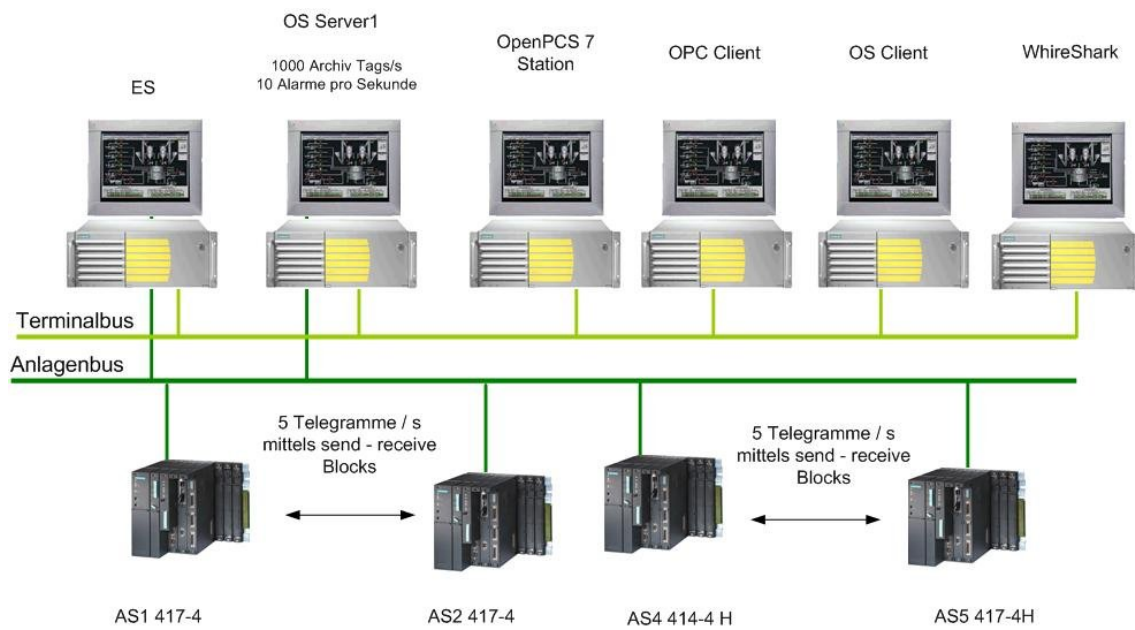 OS Server1
1000 Archiv Tags/s
10 Alarme pro Sekunde
ES
OpenPCS 7
Station
OPC Client
OS Client
WhireShark
Terminalbus
Anlagenbus
5 Telegramme / s
mittels send - receive
Blocks
5 Telegramme / s
mittels send - receive
Blocks
AS1 417-4
AS2 417-4
AS4 414-4 H
AS5 417-4H